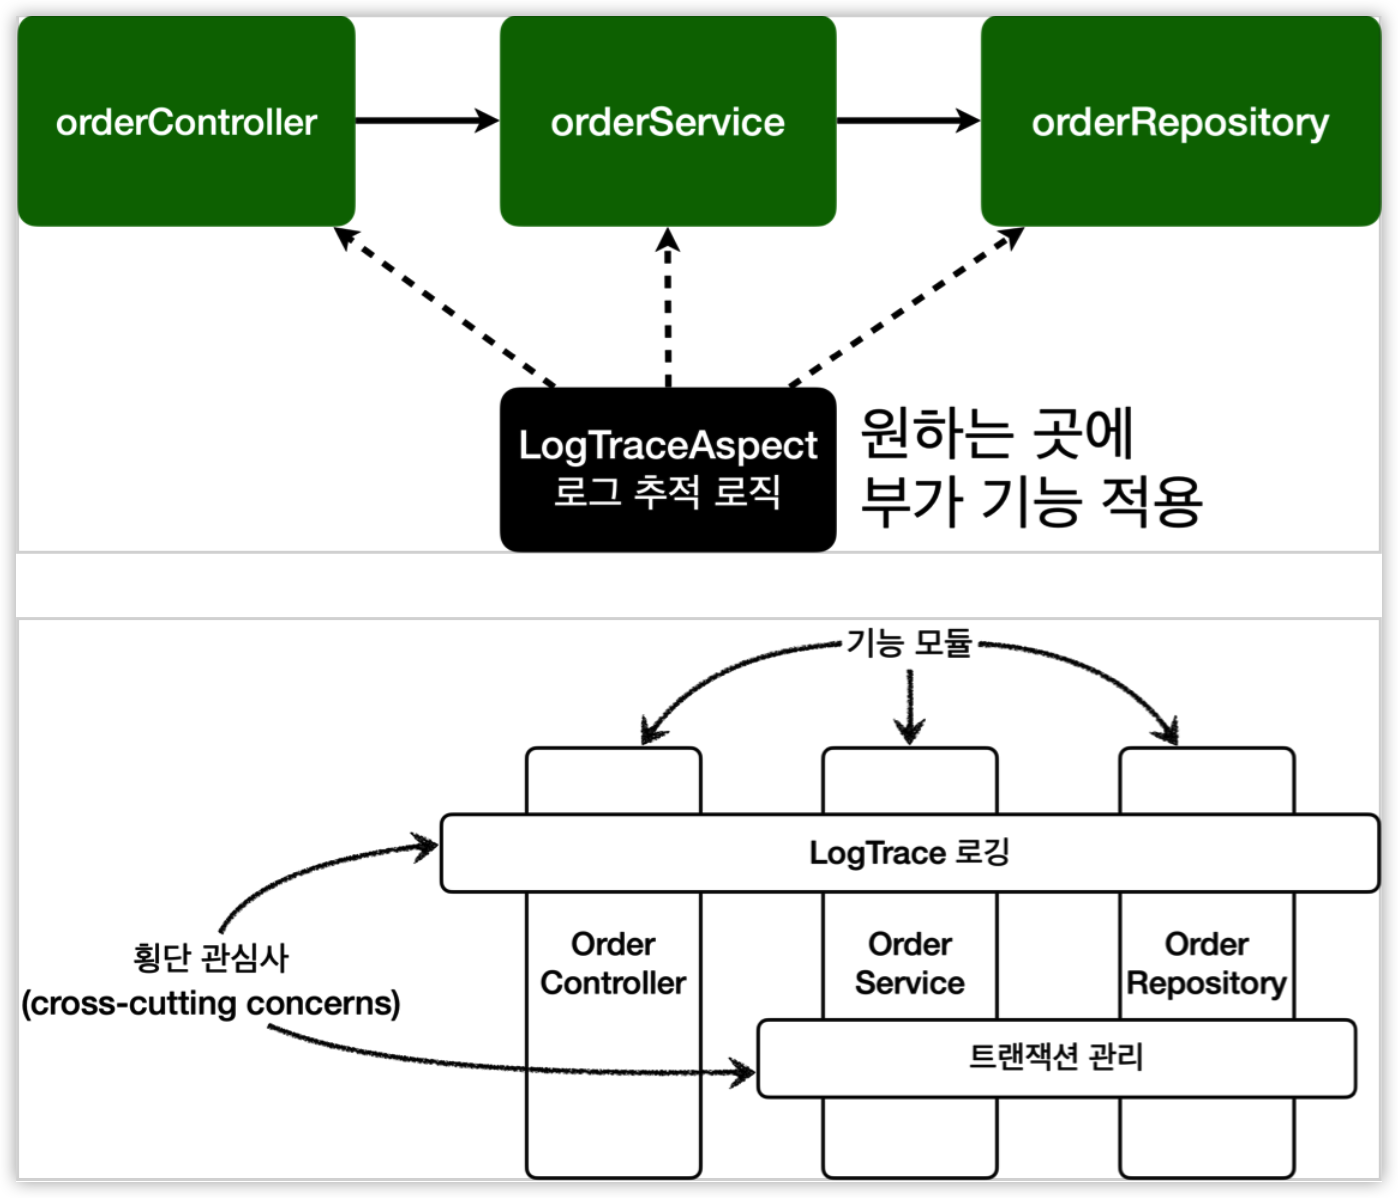 orderController
orderService
orderRepository
LogTraceAspect
로그 추적 로직
원하는 곳에
부가 기능 적용
기능 모듈
LogTrace 로깅
횡단 관심사
(cross-cutting concerns)
Order
Controller
Order
Service
Order
Repository
트랜잭션 관리